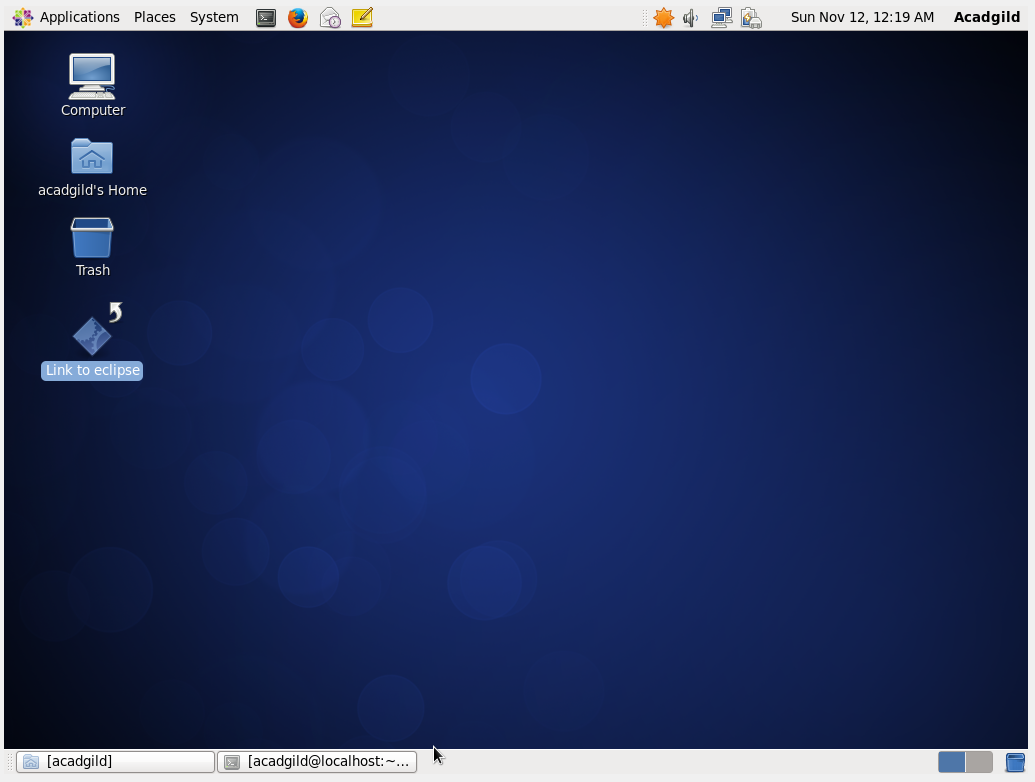 Applications Places System Sun Nov 12, 12:19 AM Acadgild
Computer
acadgild's Home
Trash
Link to eclipse
[acadgild] [acadgild@localhost:~...